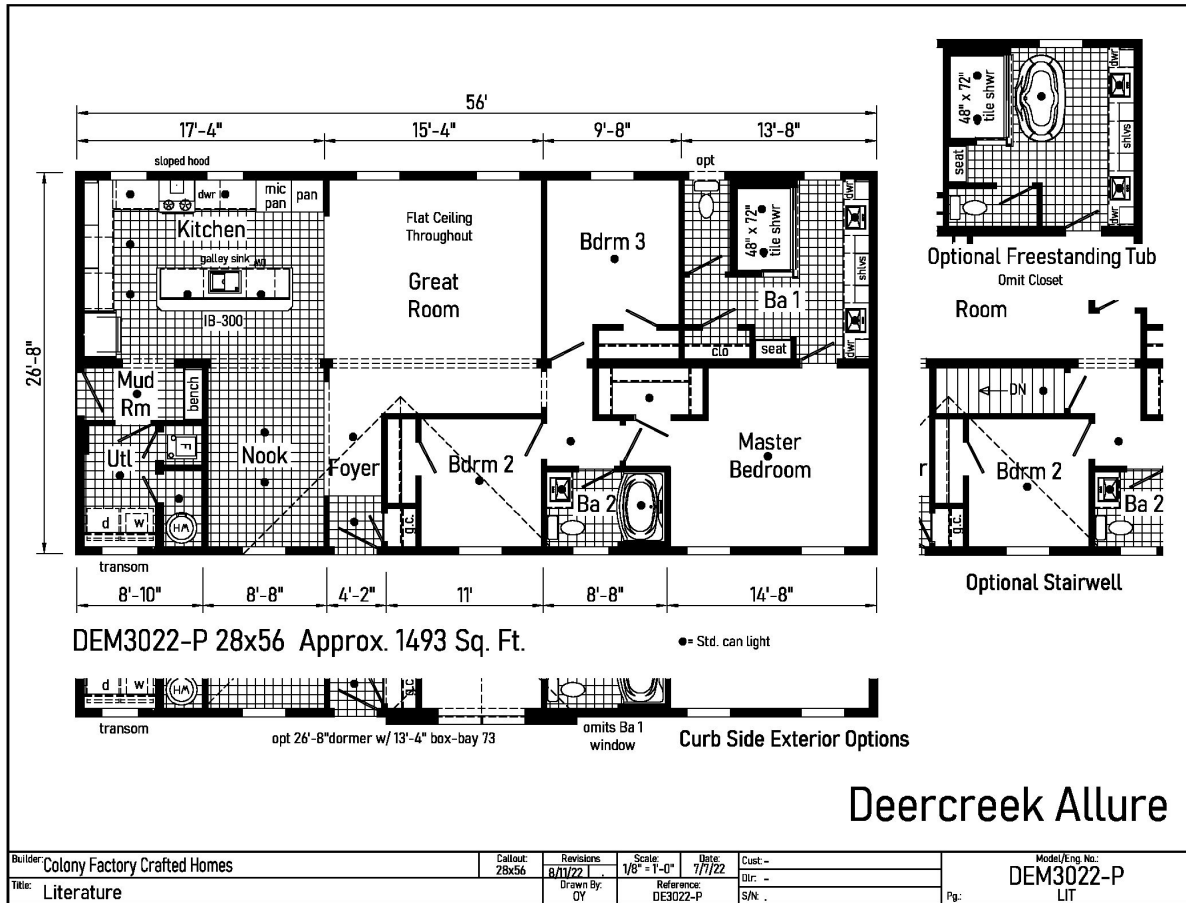 56'
17'-4"
15'-4"
9'-8"
13'-8"
26'-8"
sloped hood
opt
dwr
mic
pan
pan
Kitchen
galley sink
IB-300
Flat Ceiling
Throughout
Great
Room
Bdrm 3
48" x 72"
tile shwr
dwr
shlvs
dwr
Ba 1
clo
seat
Mud
Rm
bench
Utl
F
Nook
Foyer
Bdrm 2
Master
Bedroom
Ba 2
d
w
HW
g.c.
transom
8'-10"
8'-8"
4'-2"
11'
8'-8"
14'-8"
DEM3022-P 28x56 Approx. 1493 Sq. Ft.
= Std. can light
48" x 72"
tile shwr
dwr
shlvs
dwr
seat
Optional Freestanding Tub
Omit Closet
Room
DN
r
Bdrm 2
Ba 2
g.c.
Optional Stairwell
d
w
HW
g.c.
transom
opt 26'-8"dormer w/ 13'-4" box-bay 73
omits Ba 1
window
Curb Side Exterior Options
Deercreek Allure
Builder: Colony Factory Crafted Homes
Title: Literature
Callout:
28x56
Revisions
8/11/22 .
Scale:
1/8" = 1'-0"
Date:
7/7/22
Drawn By:
OY
Reference:
DE3022-P
Cust: -
Dlr: -
S/N: .
Model/Eng. No.:
DEM3022-P
Pg.: LIT